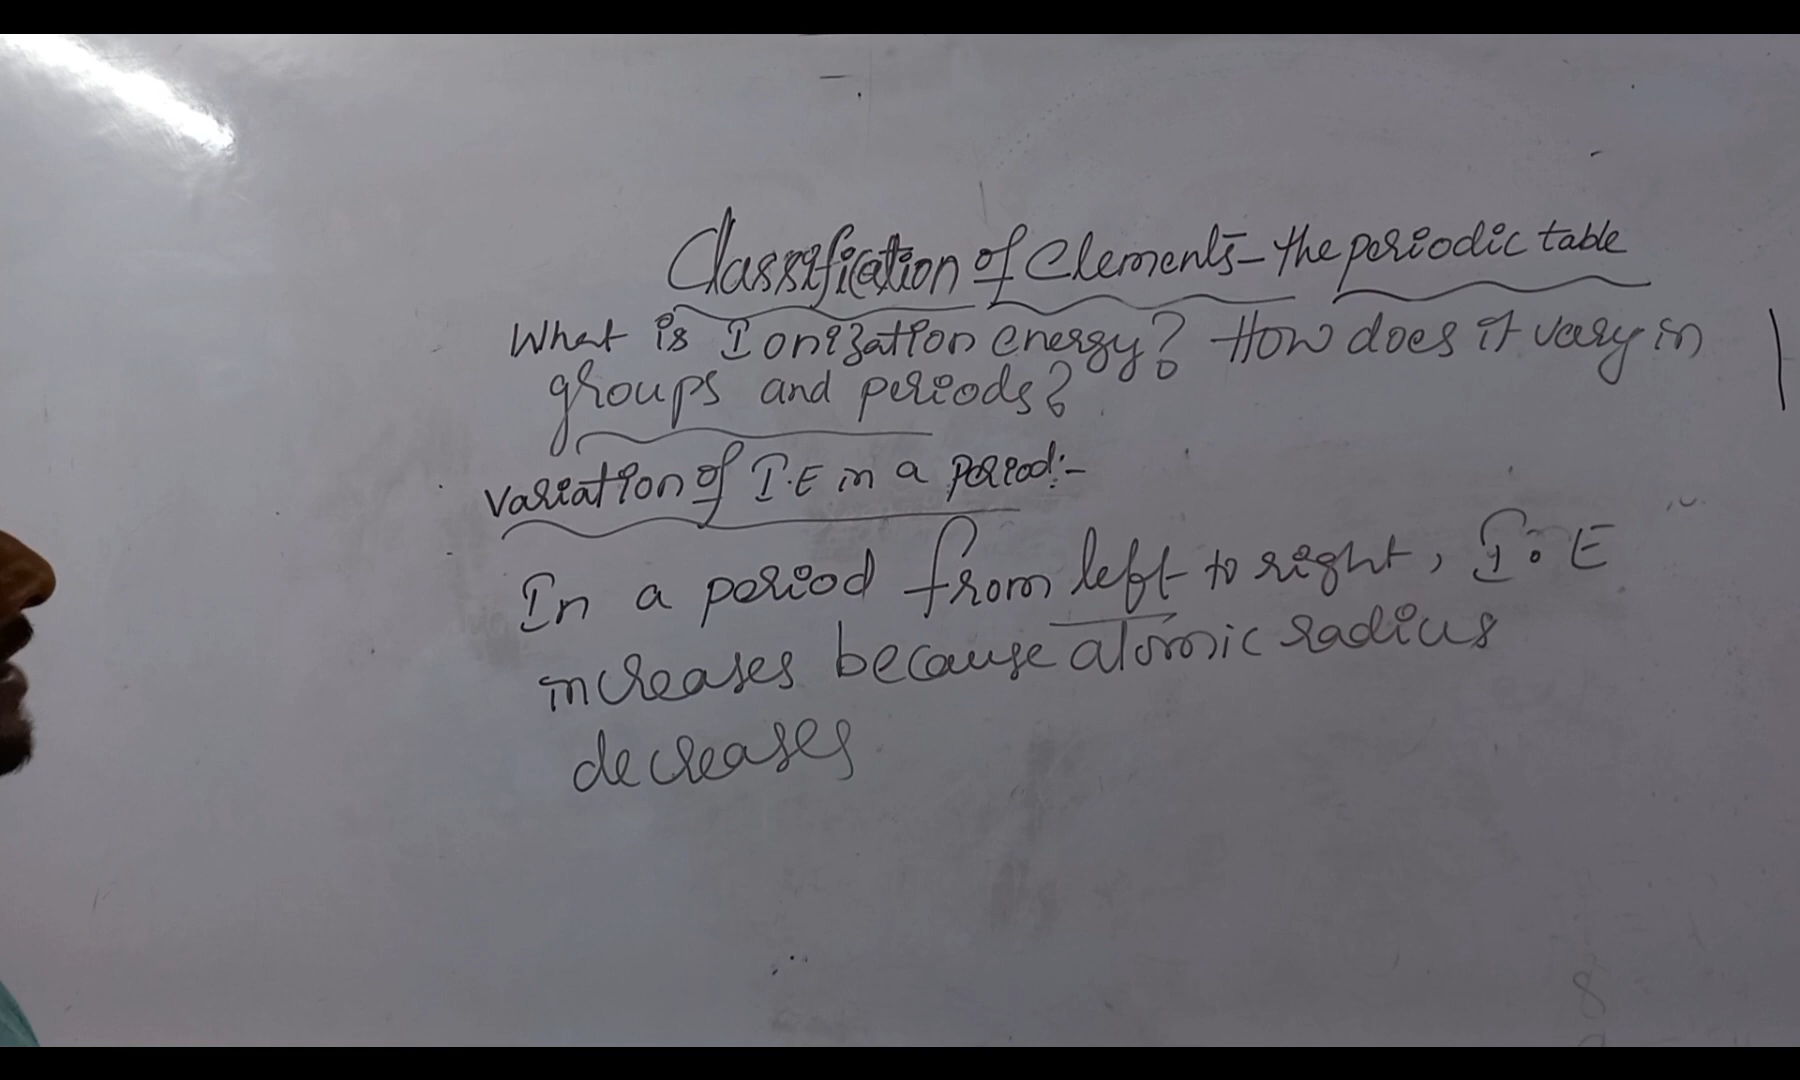 Classification of Elements - the periodic table
What is Ionization energy? How does it vary in
groups and periods?
Variation of I.E in a period:-
In a period from left to right, I.E
increases because atomic radius
decreases
8